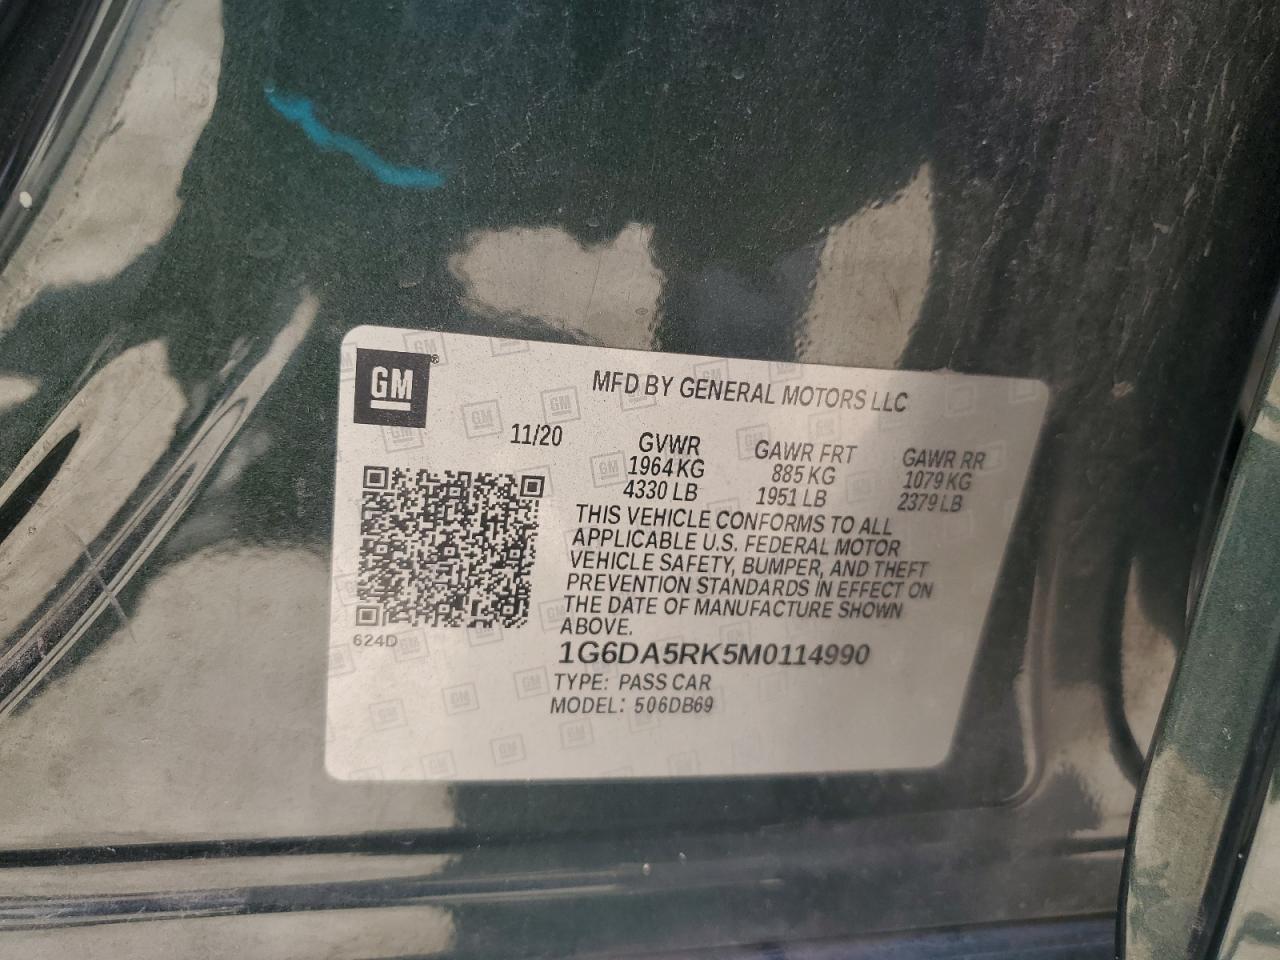 GM
MFD BY GENERAL MOTORS LLC
11/20
GVWR GAWR FRT GAWR RR
1964 KG 885 KG 1079 KG
4330 LB 1951 LB 2379 LB
THIS VEHICLE CONFORMS TO ALL
APPLICABLE U.S. FEDERAL MOTOR
VEHICLE SAFETY, BUMPER, AND THEFT
PREVENTION STANDARDS IN EFFECT ON
THE DATE OF MANUFACTURE SHOWN
ABOVE.
624D
1G6DA5RK5M0114990
TYPE: PASS CAR
MODEL: 506DB69